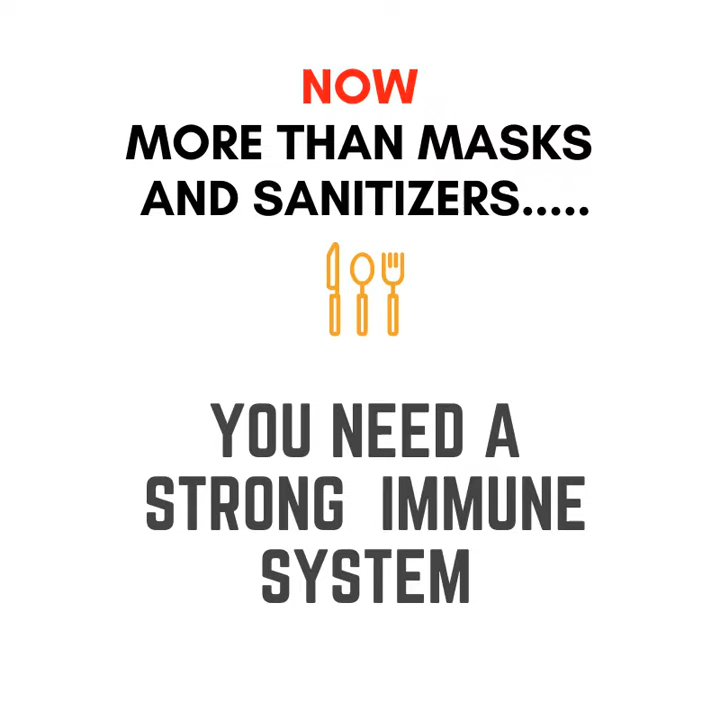 NOW
MORE THAN MASKS
AND SANITIZERS.....
YOU NEED A
STRONG IMMUNE
SYSTEM